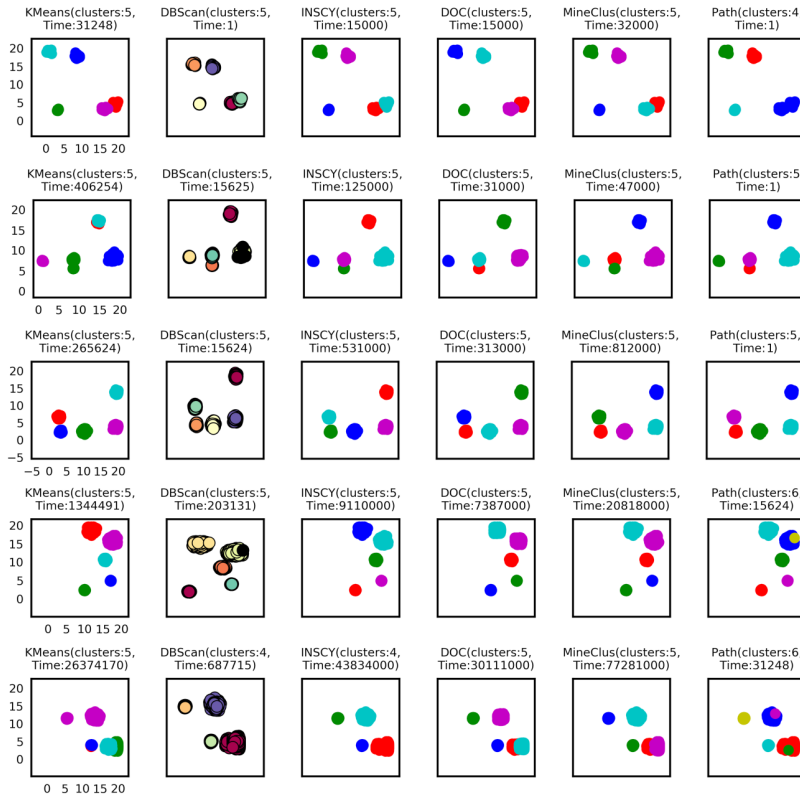 KMeans(clusters:5, DBScan(clusters:5, INSCY(clusters:5, DOC(clusters:5, MineClus(clusters:5, Path(clusters:4
Time:31248) Time:1) Time:15000) Time:15000) Time:32000) Time:1)
20
15
10
5
0
0 5 10 15 20
KMeans(clusters:5, DBScan(clusters:5, INSCY(clusters:5, DOC(clusters:5, MineClus(clusters:5, Path(clusters:5
Time:406254) Time:15625) Time:125000) Time:31000) Time:47000) Time:1)
20
15
10
5
0
0 5 10 15 20
KMeans(clusters:5, DBScan(clusters:5, INSCY(clusters:5, DOC(clusters:5, MineClus(clusters:5, Path(clusters:5,
Time:265624) Time:15624) Time:531000) Time:313000) Time:812000) Time:1)
20
15
10
5
0
−5
−5 0 5 10 15 20
KMeans(clusters:5, DBScan(clusters:5, INSCY(clusters:5, DOC(clusters:5, MineClus(clusters:5, Path(clusters:6,
Time:1344491) Time:203131) Time:9110000) Time:7387000) Time:20818000) Time:15624)
20
15
10
5
0
0 5 10 15 20
KMeans(clusters:5, DBScan(clusters:4, INSCY(clusters:4, DOC(clusters:5, MineClus(clusters:5, Path(clusters:6,
Time:26374170) Time:687715) Time:43834000) Time:30111000) Time:77281000) Time:31248)
20
15
10
5
0
0 5 10 15 20